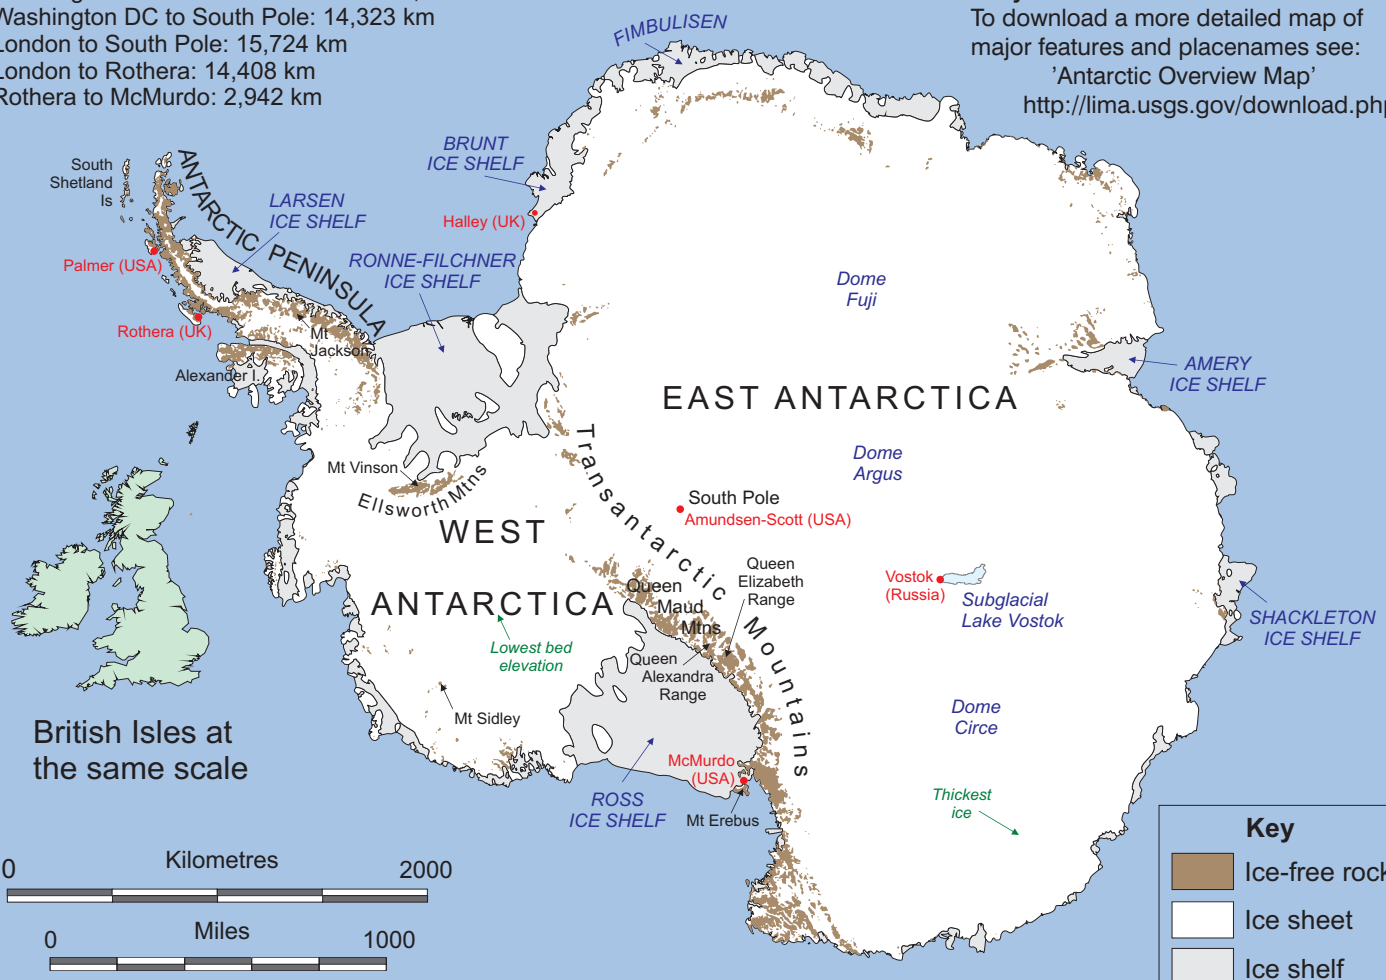 Washington DC to South Pole: 14,323 km
London to South Pole: 15,724 km
London to Rothera: 14,408 km
Rothera to McMurdo: 2,942 km
To download a more detailed map of
major features and placenames see:
'Antarctic Overview Map'
http://lima.usgs.gov/download.php
FIMBULISEN
BRUNT
ICE SHELF
Halley (UK)
South
Shetland
Is
ANTARCTIC PENINSULA
LARSEN
ICE SHELF
Palmer (USA)
RONNE-FILCHNER
ICE SHELF
Rothera (UK)
Mt
Jackson
Alexander I.
Dome
Fuji
AMERY
ICE SHELF
EAST ANTARCTICA
Dome
Argus
Mt Vinson
Ellsworth Mtns
Transantarctic Mountains
South Pole
Amundsen-Scott (USA)
WEST
ANTARCTICA
Queen
Maud
Mtns
Queen
Elizabeth
Range
Vostok
(Russia)
Subglacial
Lake Vostok
SHACKLETON
ICE SHELF
Lowest bed
elevation
Queen
Alexandra
Range
Mt Sidley
Dome
Circe
McMurdo
(USA)
Mt Erebus
ROSS
ICE SHELF
Thickest
ice
British Isles at
the same scale
0 Kilometres 2000
0 Miles 1000
Key
Ice-free rock
Ice sheet
Ice shelf